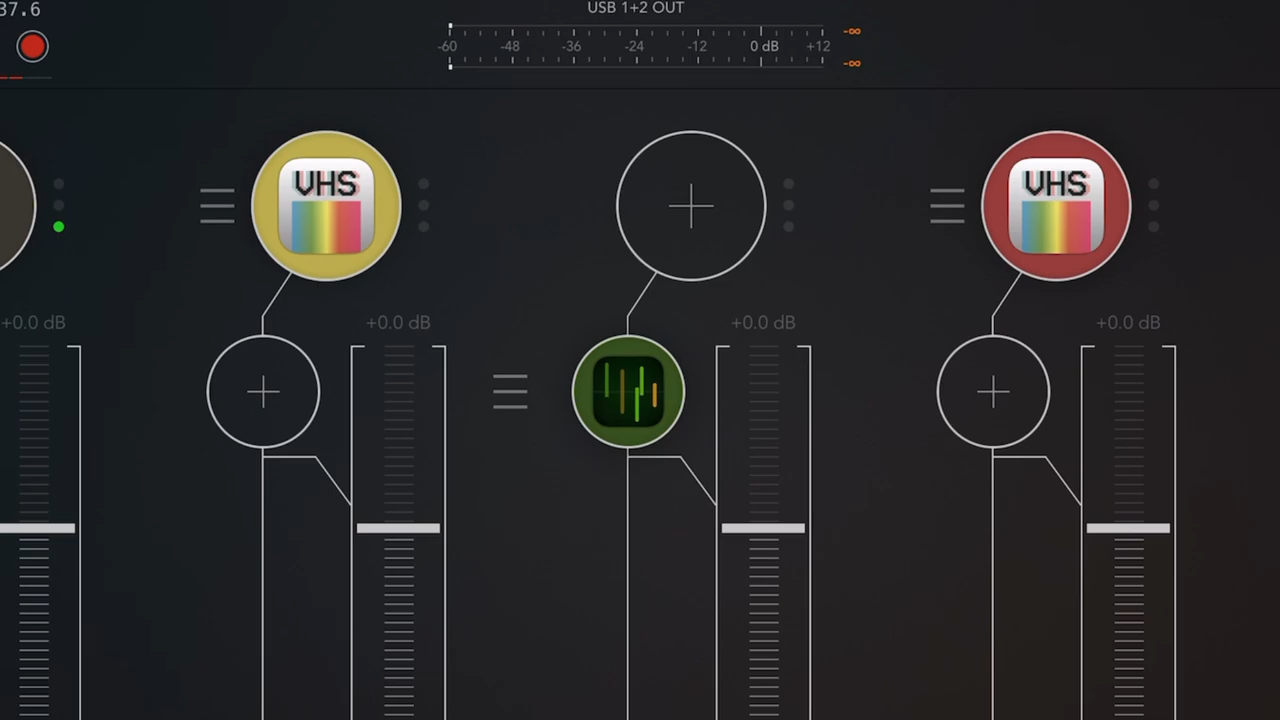 37.6
USB 1+2 OUT
-60 -48 -36 -24 -12 0 dB +12
-∞
-∞
VHS
VHS
+0.0 dB
+0.0 dB
+0.0 dB
+0.0 dB